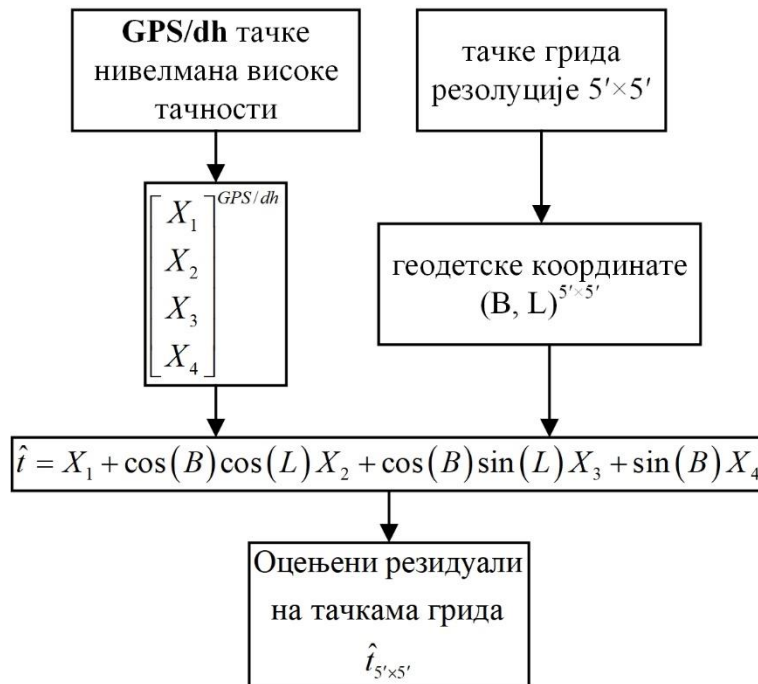 GPS/dh тачке
нивелмана високе
тачности
тачке грида
резолуције 5′×5′
[X₁ X₂ X₃ X₄]^GPS/dh
геодетске координате
(B, L)^5′×5′
t̂ = X₁ + cos(B)cos(L)X₂ + cos(B)sin(L)X₃ + sin(B)X₄
Оцењени резидуали
на тачкама грида
t̂₅′×₅′